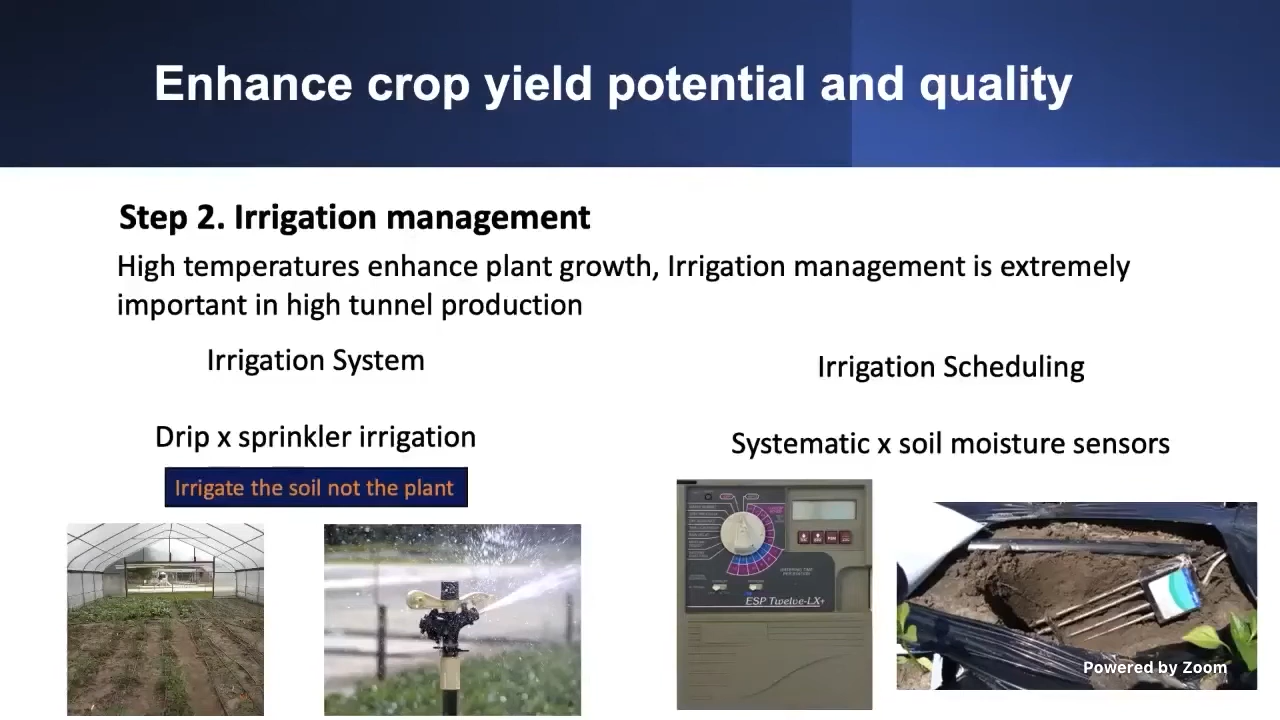 Enhance crop yield potential and quality
Step 2. Irrigation management
High temperatures enhance plant growth, Irrigation management is extremely
important in high tunnel production
Irrigation System
Irrigation Scheduling
Drip x sprinkler irrigation
Systematic x soil moisture sensors
Irrigate the soil not the plant
ESP Twelve-LX+
Powered by Zoom